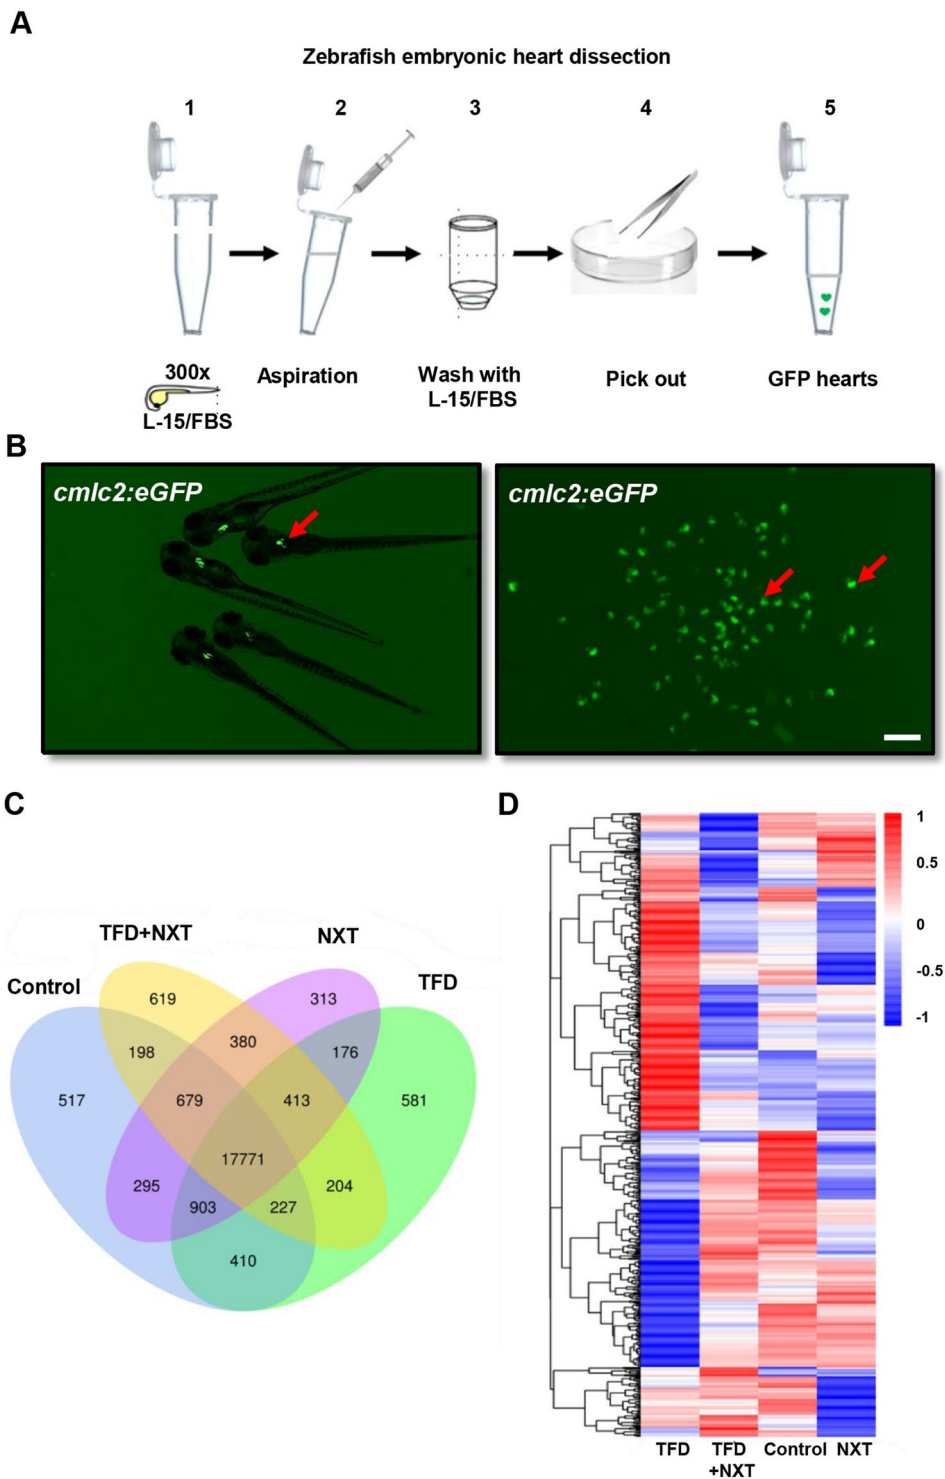 A
Zebrafish embryonic heart dissection
1 2 3 4 5
300x
L-15/FBS
Aspiration
Wash with
L-15/FBS
Pick out
GFP hearts
B
cmlc2:eGFP
cmlc2:eGFP
C
TFD+NXT
NXT
Control
TFD
619
313
198
380
176
517
679
413
581
17771
295
903
227
204
410
D
1
0.5
0
-0.5
-1
TFD
TFD
+NXT
Control
NXT